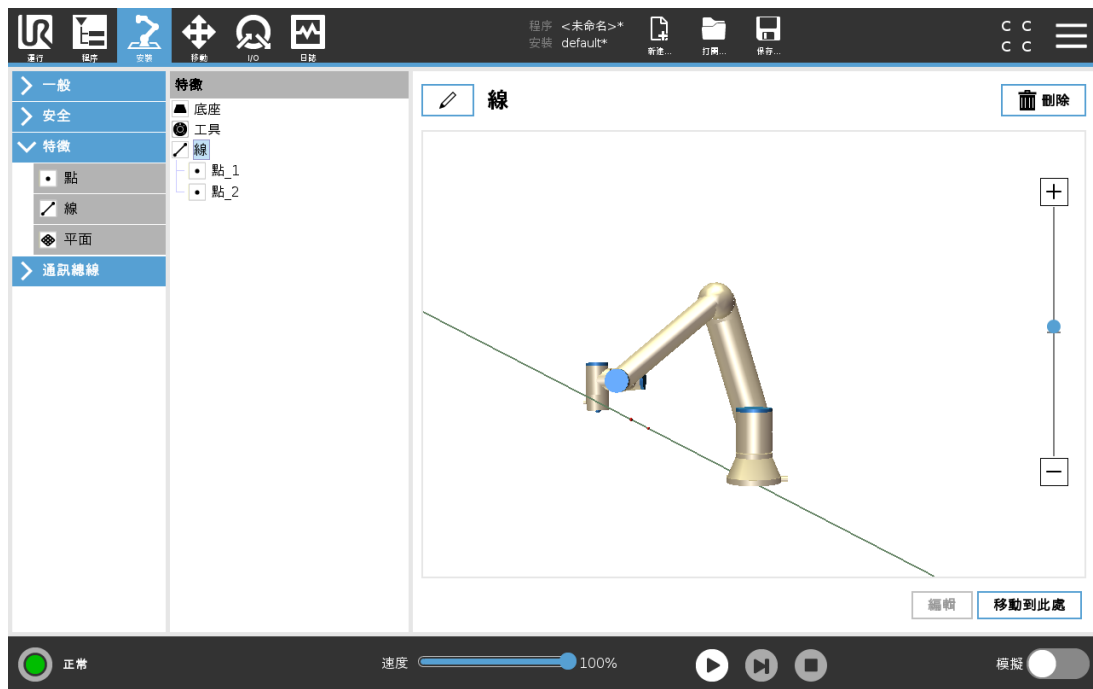 運行
程序
安裝
移動
I/O
日誌
程序 <未命名>*
安裝 default*
新建...
打開...
保存...
C C
C C
一般
安全
特徵
點
線
平面
通訊總線
特徵
底座
工具
線
點_1
點_2
線
刪除
編輯
移動到此處
正常
速度
100%
模擬